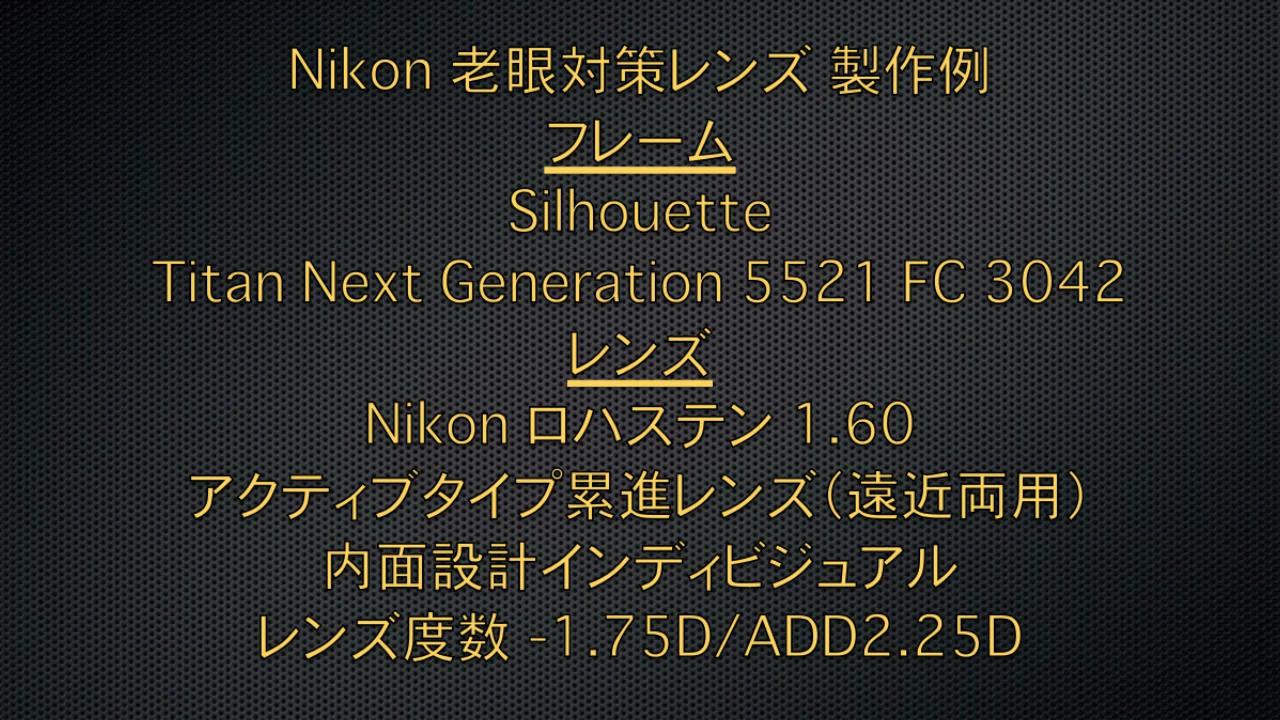 Nikon 老眼対策レンズ 製作例
フレーム
Silhouette
Titan Next Generation 5521 FC 3042
レンズ
Nikon ロハステン 1.60
アクティブタイプ累進レンズ（遠近両用）
内面設計インディビジュアル
レンズ度数 -1.75D/ADD2.25D